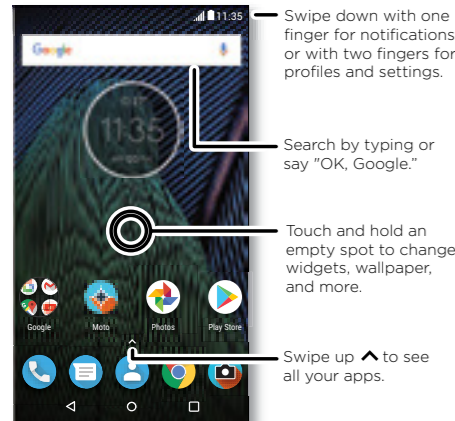 11:35
Swipe down with one
finger for notifications
or with two fingers for
profiles and settings.
Google
11:35
Search by typing or
say "OK, Google.”
Touch and hold an
empty spot to change
widgets, wallpaper,
and more.
Google
Moto
Photos
Play Store
Swipe up ^ to see
all your apps.